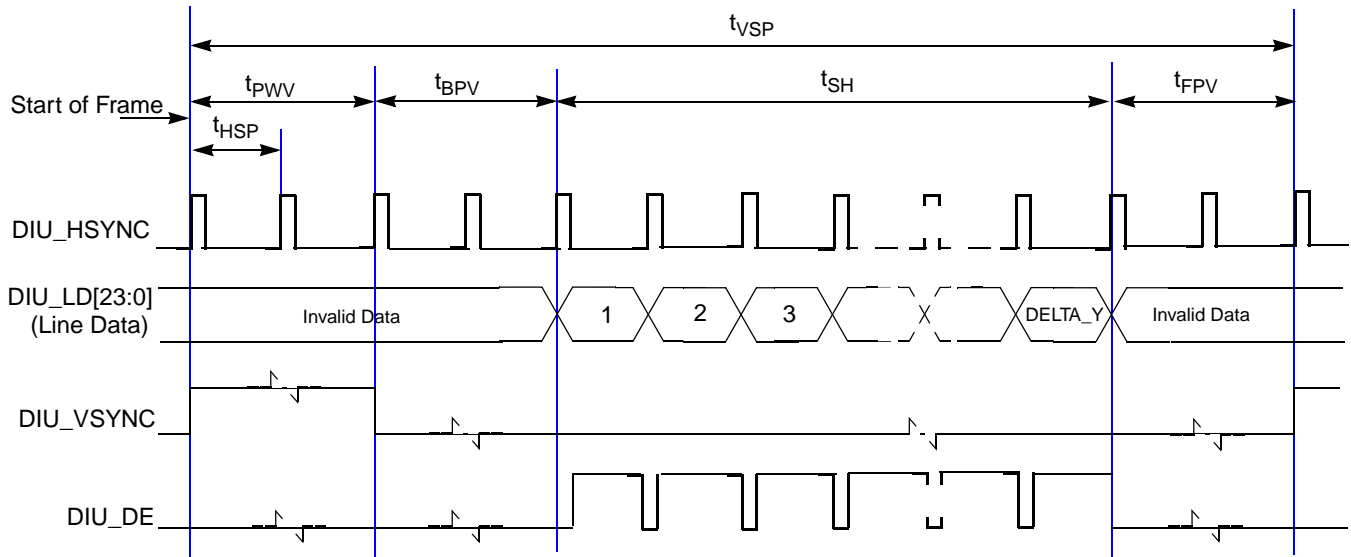 tVSP
tPWV tBPV tSH tFPV
Start of Frame
tHSP
DIU_HSYNC
DIU_LD[23:0]
(Line Data)
Invalid Data 1 2 3 DELTA_Y Invalid Data
DIU_VSYNC
DIU_DE